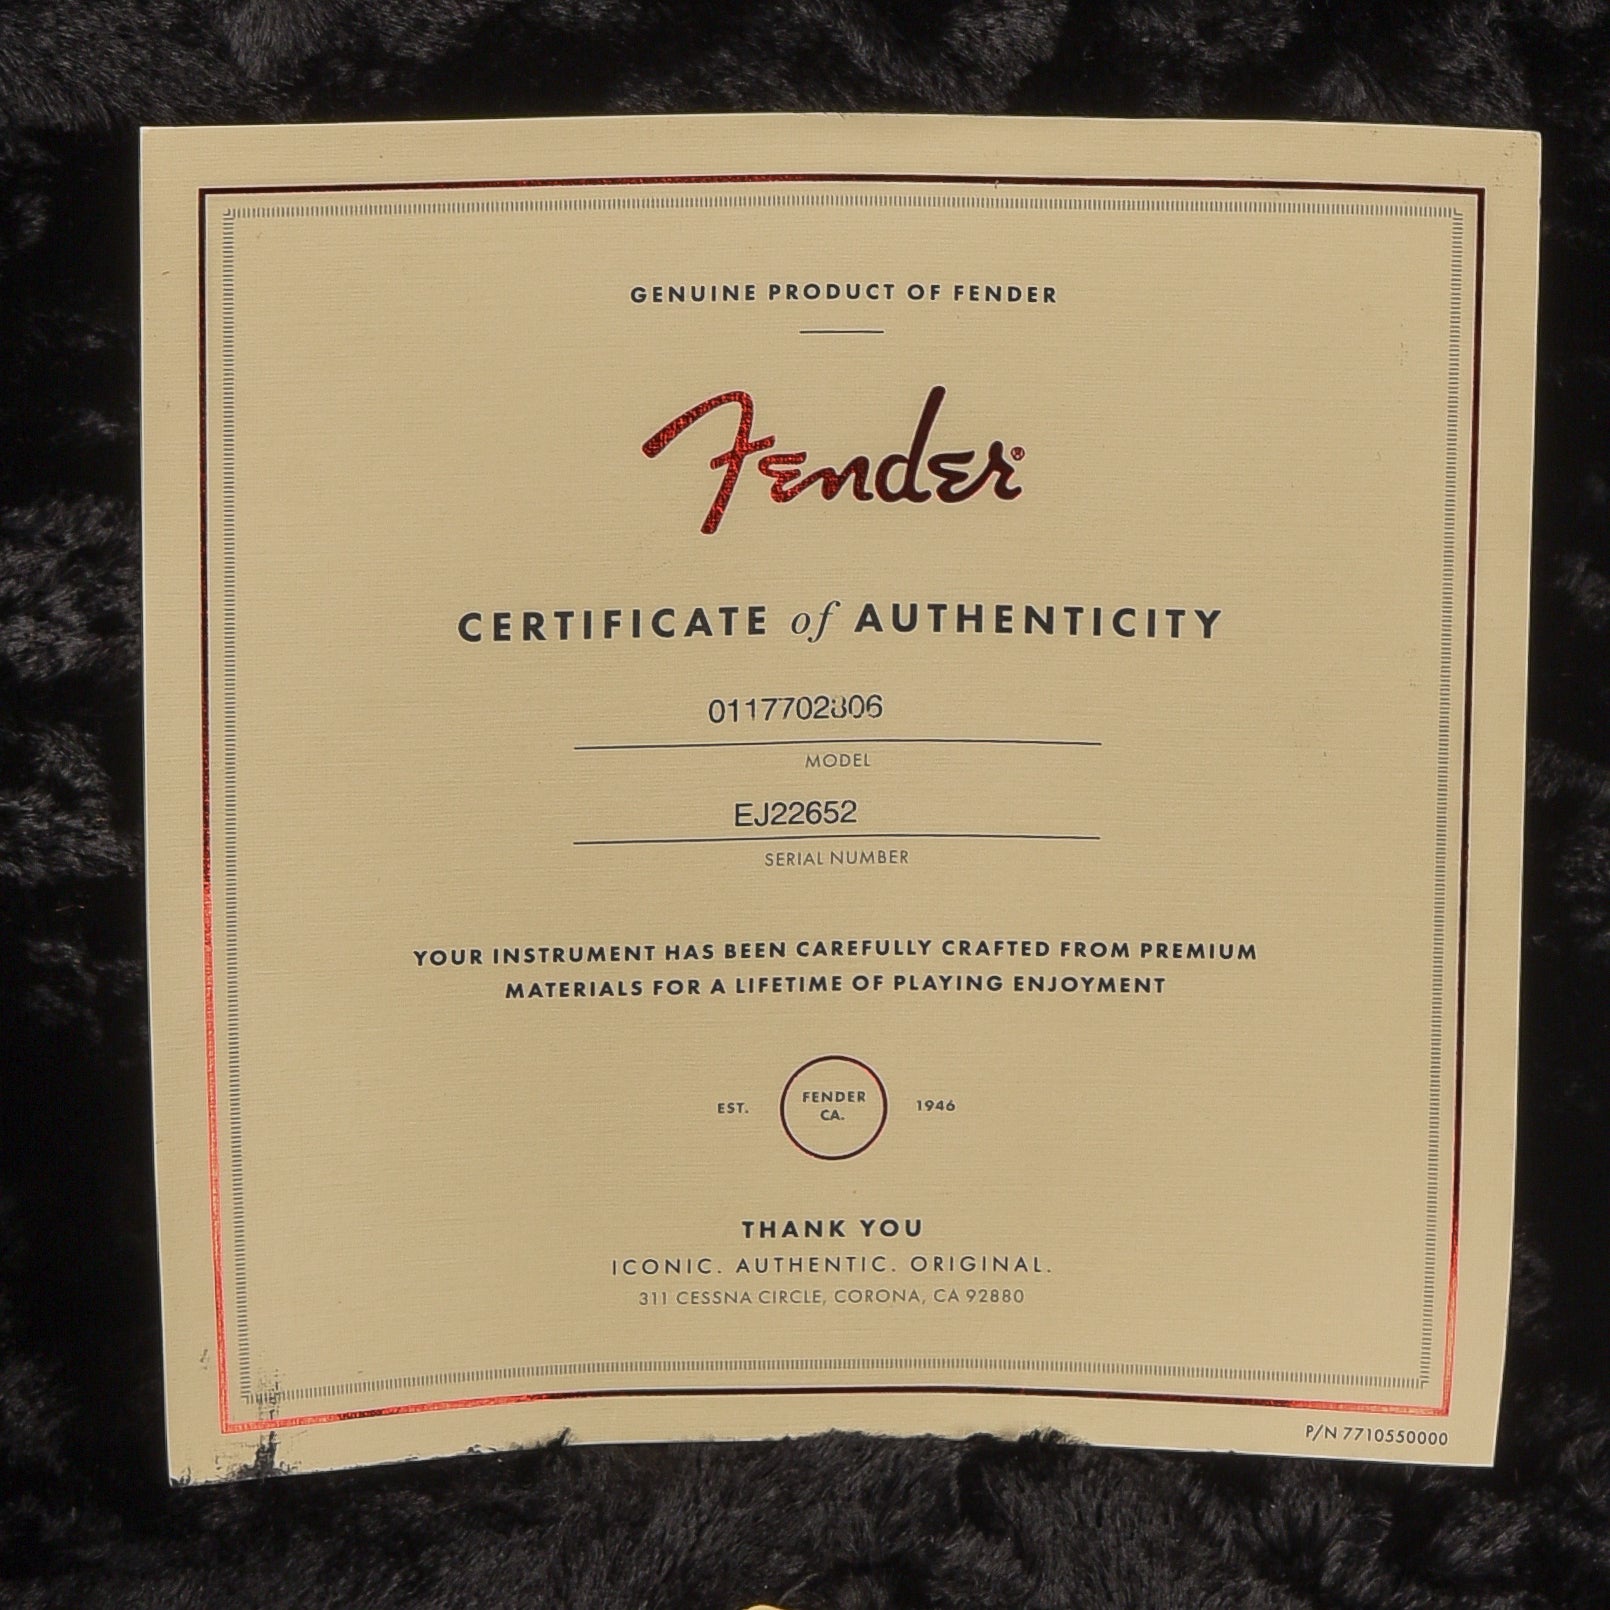 GENUINE PRODUCT OF FENDER
Fender®
CERTIFICATE of AUTHENTICITY
0117702806
MODEL
EJ22652
SERIAL NUMBER
YOUR INSTRUMENT HAS BEEN CAREFULLY CRAFTED FROM PREMIUM
MATERIALS FOR A LIFETIME OF PLAYING ENJOYMENT
EST. FENDER CA. 1946
THANK YOU
ICONIC. AUTHENTIC. ORIGINAL.
311 CESSNA CIRCLE, CORONA, CA 92880
P/N 7710550000